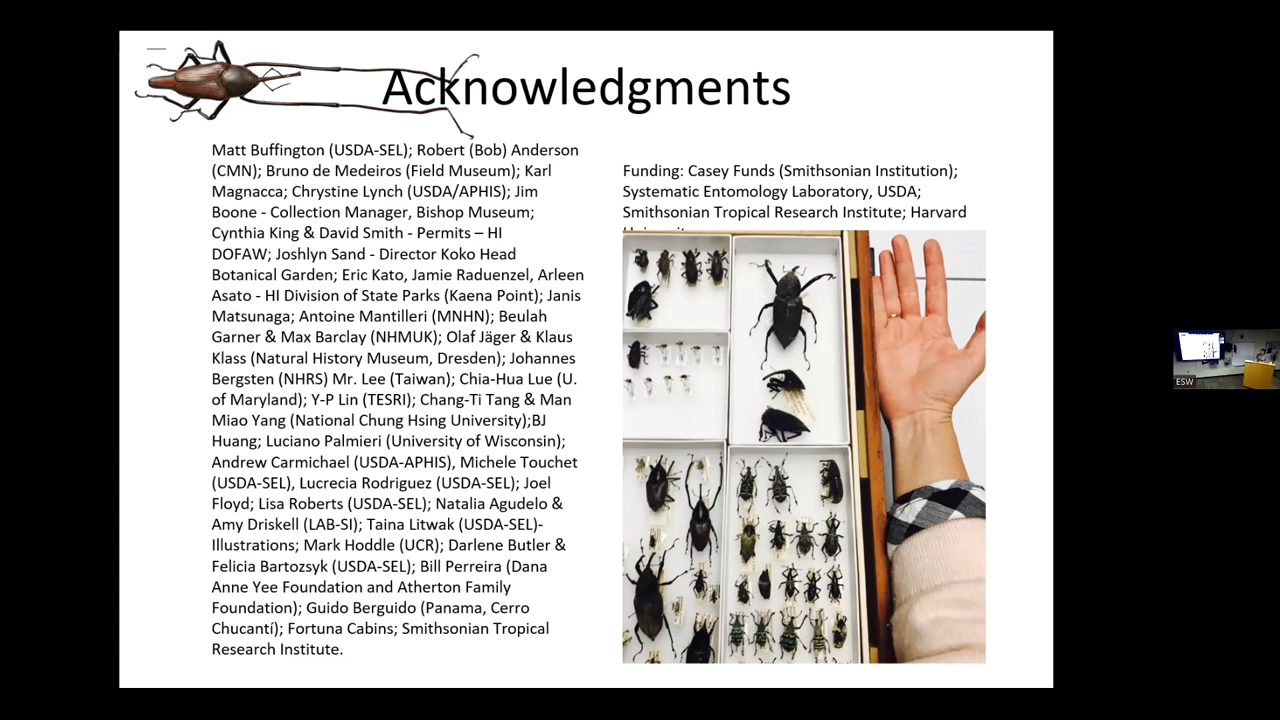 Acknowledgments
Matt Buffington (USDA-SEL); Robert (Bob) Anderson
(CMN); Bruno de Medeiros (Field Museum); Karl
Magnacca; Chrystine Lynch (USDA/APHIS); Jim
Boone - Collection Manager, Bishop Museum;
Cynthia King & David Smith - Permits – HI
DOFAW; Joshlyn Sand - Director Koko Head
Botanical Garden; Eric Kato, Jamie Raduenzel, Arleen
Asato - HI Division of State Parks (Kaena Point); Janis
Matsunaga; Antoine Mantilleri (MNHN); Beulah
Garner & Max Barclay (NHMUK); Olaf Jäger & Klaus
Klass (Natural History Museum, Dresden); Johannes
Bergsten (NHRS) Mr. Lee (Taiwan); Chia-Hua Lue (U.
of Maryland); Y-P Lin (TESRI); Chang-Ti Tang & Man
Miao Yang (National Chung Hsing University);BJ
Huang; Luciano Palmieri (University of Wisconsin);
Andrew Carmichael (USDA-APHIS), Michele Touchet
(USDA-SEL), Lucrecia Rodriguez (USDA-SEL); Joel
Floyd; Lisa Roberts (USDA-SEL); Natalia Agudelo &
Amy Driskell (LAB-SI); Taina Litwak (USDA-SEL)-
Illustrations; Mark Hoddle (UCR); Darlene Butler &
Felicia Bartozsyk (USDA-SEL); Bill Perreira (Dana
Anne Yee Foundation and Atherton Family
Foundation); Guido Berguido (Panama, Cerro
Chucantí); Fortuna Cabins; Smithsonian Tropical
Research Institute.
Funding: Casey Funds (Smithsonian Institution);
Systematic Entomology Laboratory, USDA;
Smithsonian Tropical Research Institute; Harvard
ESW